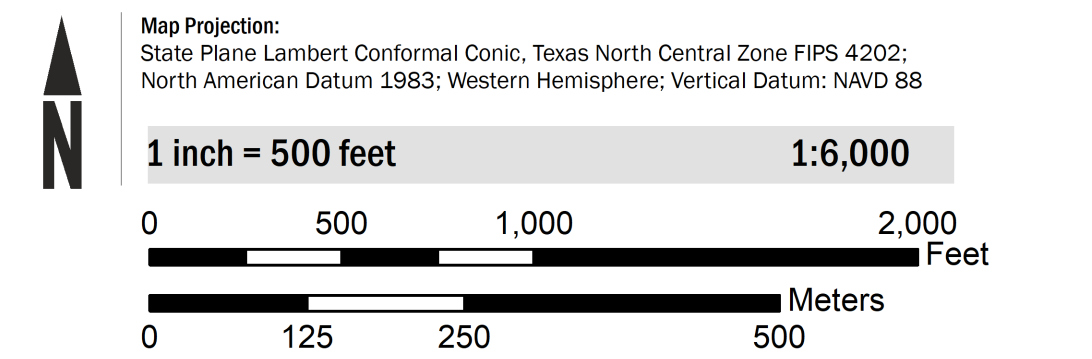 N
Map Projection:
State Plane Lambert Conformal Conic, Texas North Central Zone FIPS 4202;
North American Datum 1983; Western Hemisphere; Vertical Datum: NAVD 88
1 inch = 500 feet 1:6,000
0 500 1,000 2,000
Feet
Meters
0 125 250 500